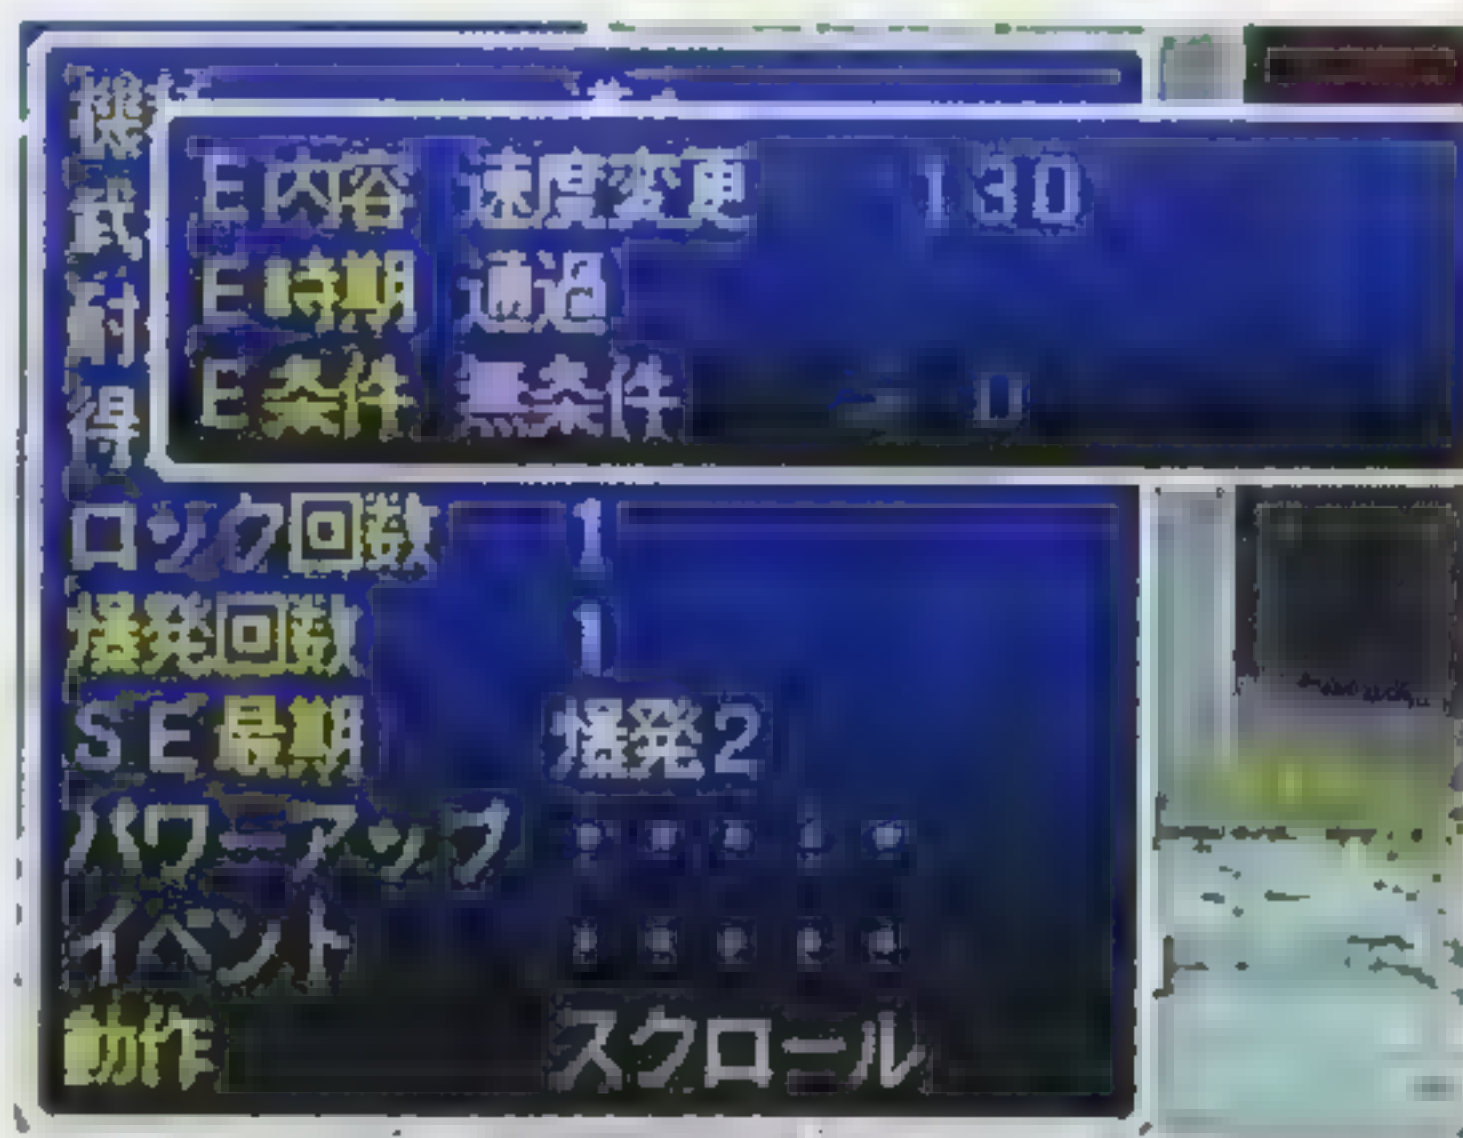 機
E内容 速度変更 130
武
E時期 通過
耐
E条件 無条件 0
得
ロック回数 1
爆発回数 1
SE最期 爆発2
パワーアップ ・・・・・
イベント ・・・・・
動作 スクロール